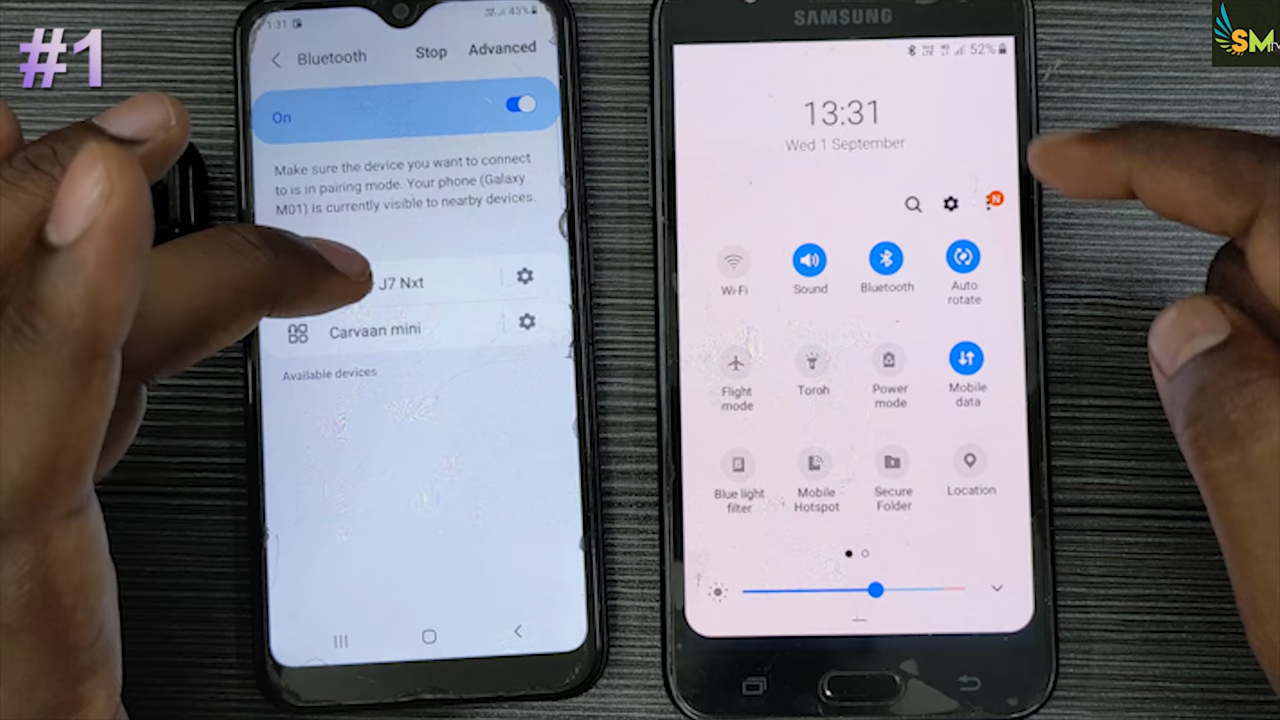 #1
SM
TV
1:31
43%
Bluetooth
Stop
Advanced
On
Make sure the device you want to connect
to is in pairing mode. Your phone (Galaxy
M01) is currently visible to nearby devices.
J7 Nxt
Carvaan mini
Available devices
SAMSUNG
52%
13:31
Wed 1 September
N
Wi-Fi
Sound
Bluetooth
Auto
rotate
Flight
mode
Torch
Power
mode
Mobile
data
Blue light
filter
Mobile
Hotspot
Secure
Folder
Location